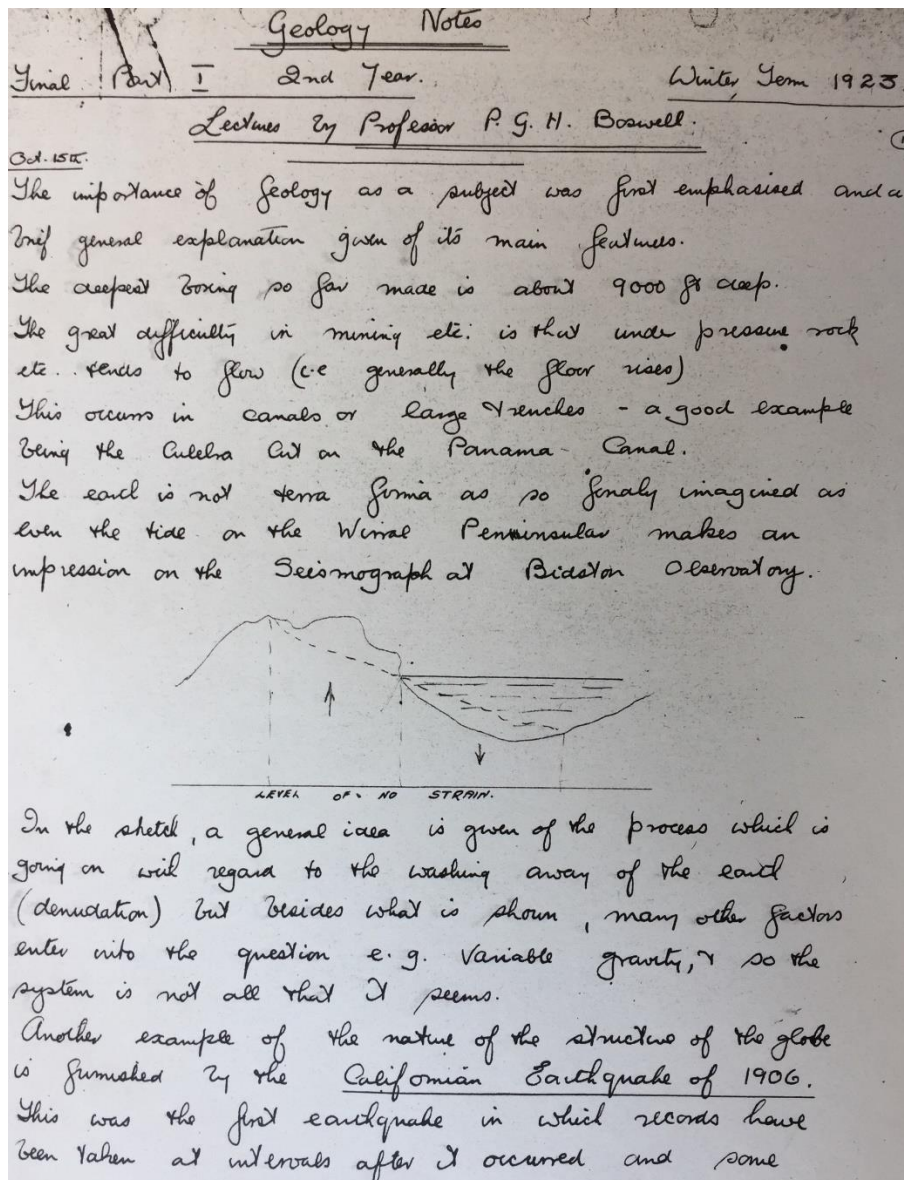 Geology Notes
Final Part I 2nd Year. Winter Term 1923.
Lectures by Professor P. G. H. Boswell.
Oct. 15th.
The importance of geology as a subject was first emphasised and a
brief general explanation given of its main features.
The deepest boring so far made is about 9000 ft deep.
The great difficulty in mining etc. is that under pressure rock
etc.. tends to flow (i.e generally the floor rises)
This occurs in canals or large trenches - a good example
being the Culebra Cut on the Panama Canal.
The earth is not terra firma as so fondly imagined as
even the tide on the Wirral Penninsular makes an
impression on the Seismograph at Bidston Observatory.
LEVEL OF NO STRAIN.
In the sketch, a general idea is given of the process which is
going on with regard to the washing away of the earth
(denudation) but besides what is shown, many other factors
enter into the question e.g. Variable gravity, & so the
system is not all that it seems.
Another example of the nature of the structure of the globe
is furnished by the Californian Earthquake of 1906.
This was the first earthquake in which records have
been taken at intervals after it occurred and some